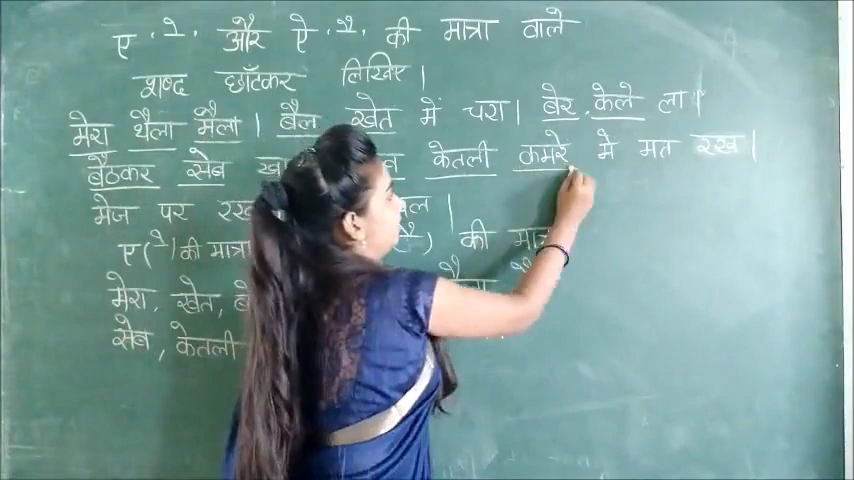 ए ' े ' और ऐ ' ै ' की मात्रा वाले
शब्द छाँटकर लिखिए।
मेरा थैला मैला। बैल खेत में चरा। बेर, केले ला।
बैठकर सेब केतली कमरे मे मत रख।
मेज पर
ए ( े ) की मात्रा ( ै ) की
मेरा, खेत,
सेब, केतली